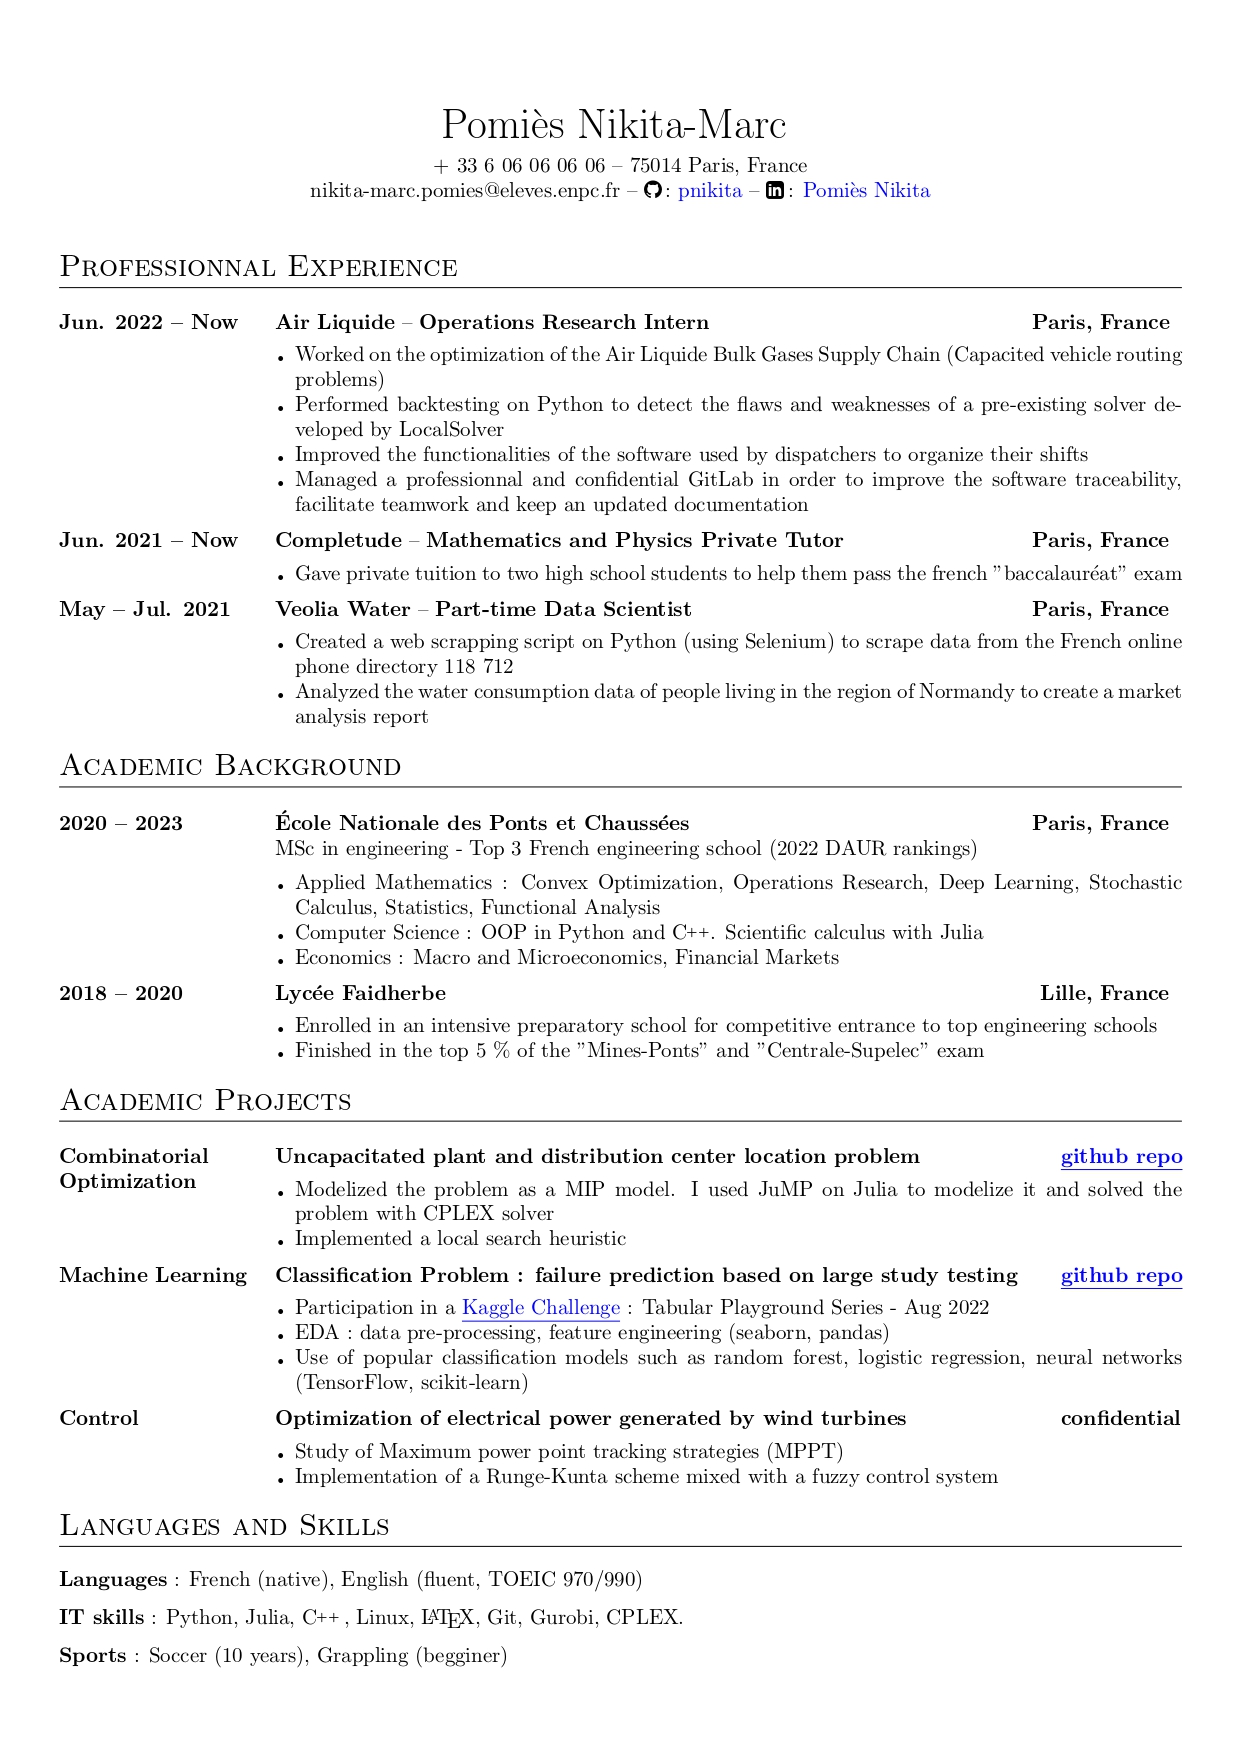 Pomiès Nikita-Marc
+ 33 6 06 06 06 06 – 75014 Paris, France
nikita-marc.pomies@eleves.enpc.fr – : pnikita – : Pomiès Nikita
Professionnal Experience
Jun. 2022 – Now Air Liquide – Operations Research Intern Paris, France
• Worked on the optimization of the Air Liquide Bulk Gases Supply Chain (Capacited vehicle routing
problems)
• Performed backtesting on Python to detect the flaws and weaknesses of a pre-existing solver de-
veloped by LocalSolver
• Improved the functionalities of the software used by dispatchers to organize their shifts
• Managed a professionnal and confidential GitLab in order to improve the software traceability,
facilitate teamwork and keep an updated documentation
Jun. 2021 – Now Completude – Mathematics and Physics Private Tutor Paris, France
• Gave private tuition to two high school students to help them pass the french ”baccalauréat” exam
May – Jul. 2021 Veolia Water – Part-time Data Scientist Paris, France
• Created a web scrapping script on Python (using Selenium) to scrape data from the French online
phone directory 118 712
• Analyzed the water consumption data of people living in the region of Normandy to create a market
analysis report
Academic Background
2020 – 2023 École Nationale des Ponts et Chaussées Paris, France
MSc in engineering - Top 3 French engineering school (2022 DAUR rankings)
• Applied Mathematics : Convex Optimization, Operations Research, Deep Learning, Stochastic
Calculus, Statistics, Functional Analysis
• Computer Science : OOP in Python and C++. Scientific calculus with Julia
• Economics : Macro and Microeconomics, Financial Markets
2018 – 2020 Lycée Faidherbe Lille, France
• Enrolled in an intensive preparatory school for competitive entrance to top engineering schools
• Finished in the top 5 % of the ”Mines-Ponts” and ”Centrale-Supelec” exam
Academic Projects
Combinatorial Uncapacitated plant and distribution center location problem github repo
Optimization
• Modelized the problem as a MIP model. I used JuMP on Julia to modelize it and solved the
problem with CPLEX solver
• Implemented a local search heuristic
Machine Learning Classification Problem : failure prediction based on large study testing github repo
• Participation in a Kaggle Challenge : Tabular Playground Series - Aug 2022
• EDA : data pre-processing, feature engineering (seaborn, pandas)
• Use of popular classification models such as random forest, logistic regression, neural networks
(TensorFlow, scikit-learn)
Control Optimization of electrical power generated by wind turbines confidential
• Study of Maximum power point tracking strategies (MPPT)
• Implementation of a Runge-Kunta scheme mixed with a fuzzy control system
Languages and Skills
Languages : French (native), English (fluent, TOEIC 970/990)
IT skills : Python, Julia, C++ , Linux, LATEX, Git, Gurobi, CPLEX.
Sports : Soccer (10 years), Grappling (begginer)